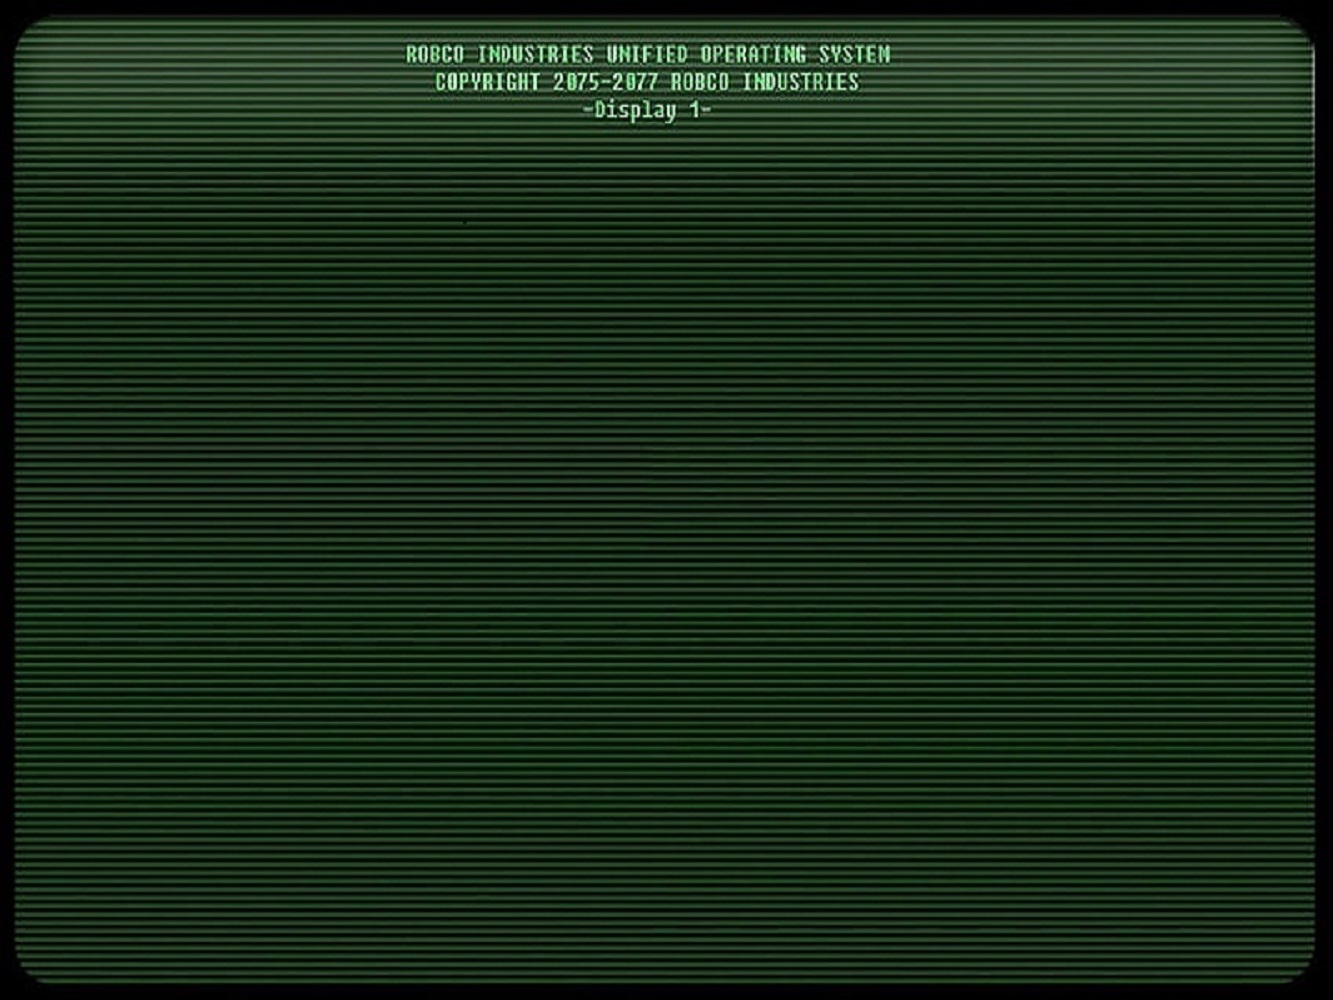 ROBCO INDUSTRIES UNIFIED OPERATING SYSTEM
COPYRIGHT 2075-2077 ROBCO INDUSTRIES
-Display 1-